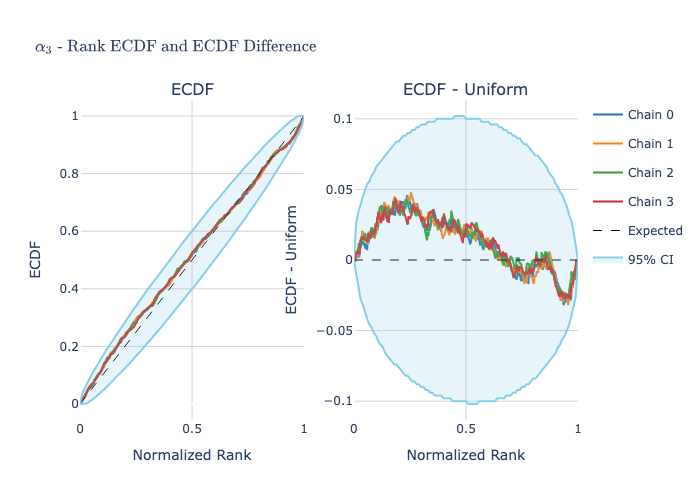 α₃ - Rank ECDF and ECDF Difference
ECDF
ECDF - Uniform
ECDF
1
0.8
0.6
0.4
0.2
0
0
0.5
1
Normalized Rank
ECDF - Uniform
0.1
0.05
0
−0.05
−0.1
0
0.5
1
Normalized Rank
Chain 0
Chain 1
Chain 2
Chain 3
Expected
95% CI